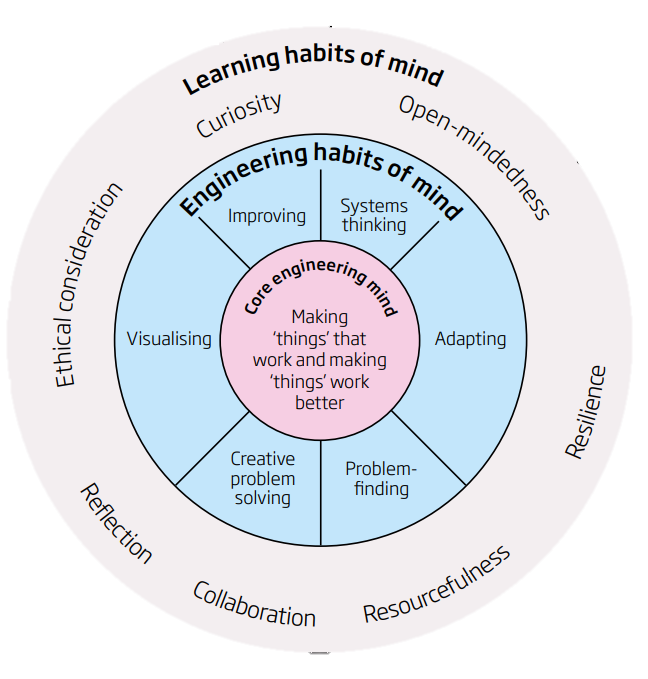 Learning habits of mind
Curiosity
Open-mindedness
Ethical consideration
Resilience
Reflection
Collaboration
Resourcefulness
Engineering habits of mind
Improving
Systems
thinking
Visualising
Adapting
Creative
problem
solving
Problem-
finding
Core engineering mind
Making
‘things’ that
work and making
‘things’ work
better